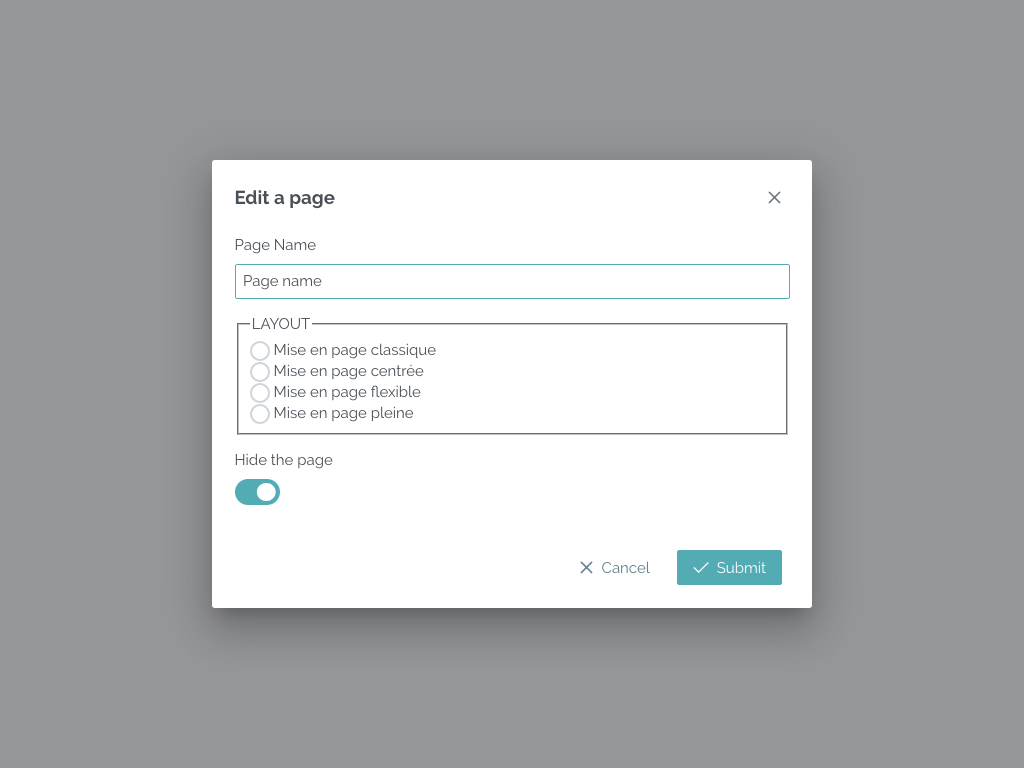 Edit a page
Page Name
Page name
LAYOUT
Mise en page classique
Mise en page centrée
Mise en page flexible
Mise en page pleine
Hide the page
Cancel
Submit